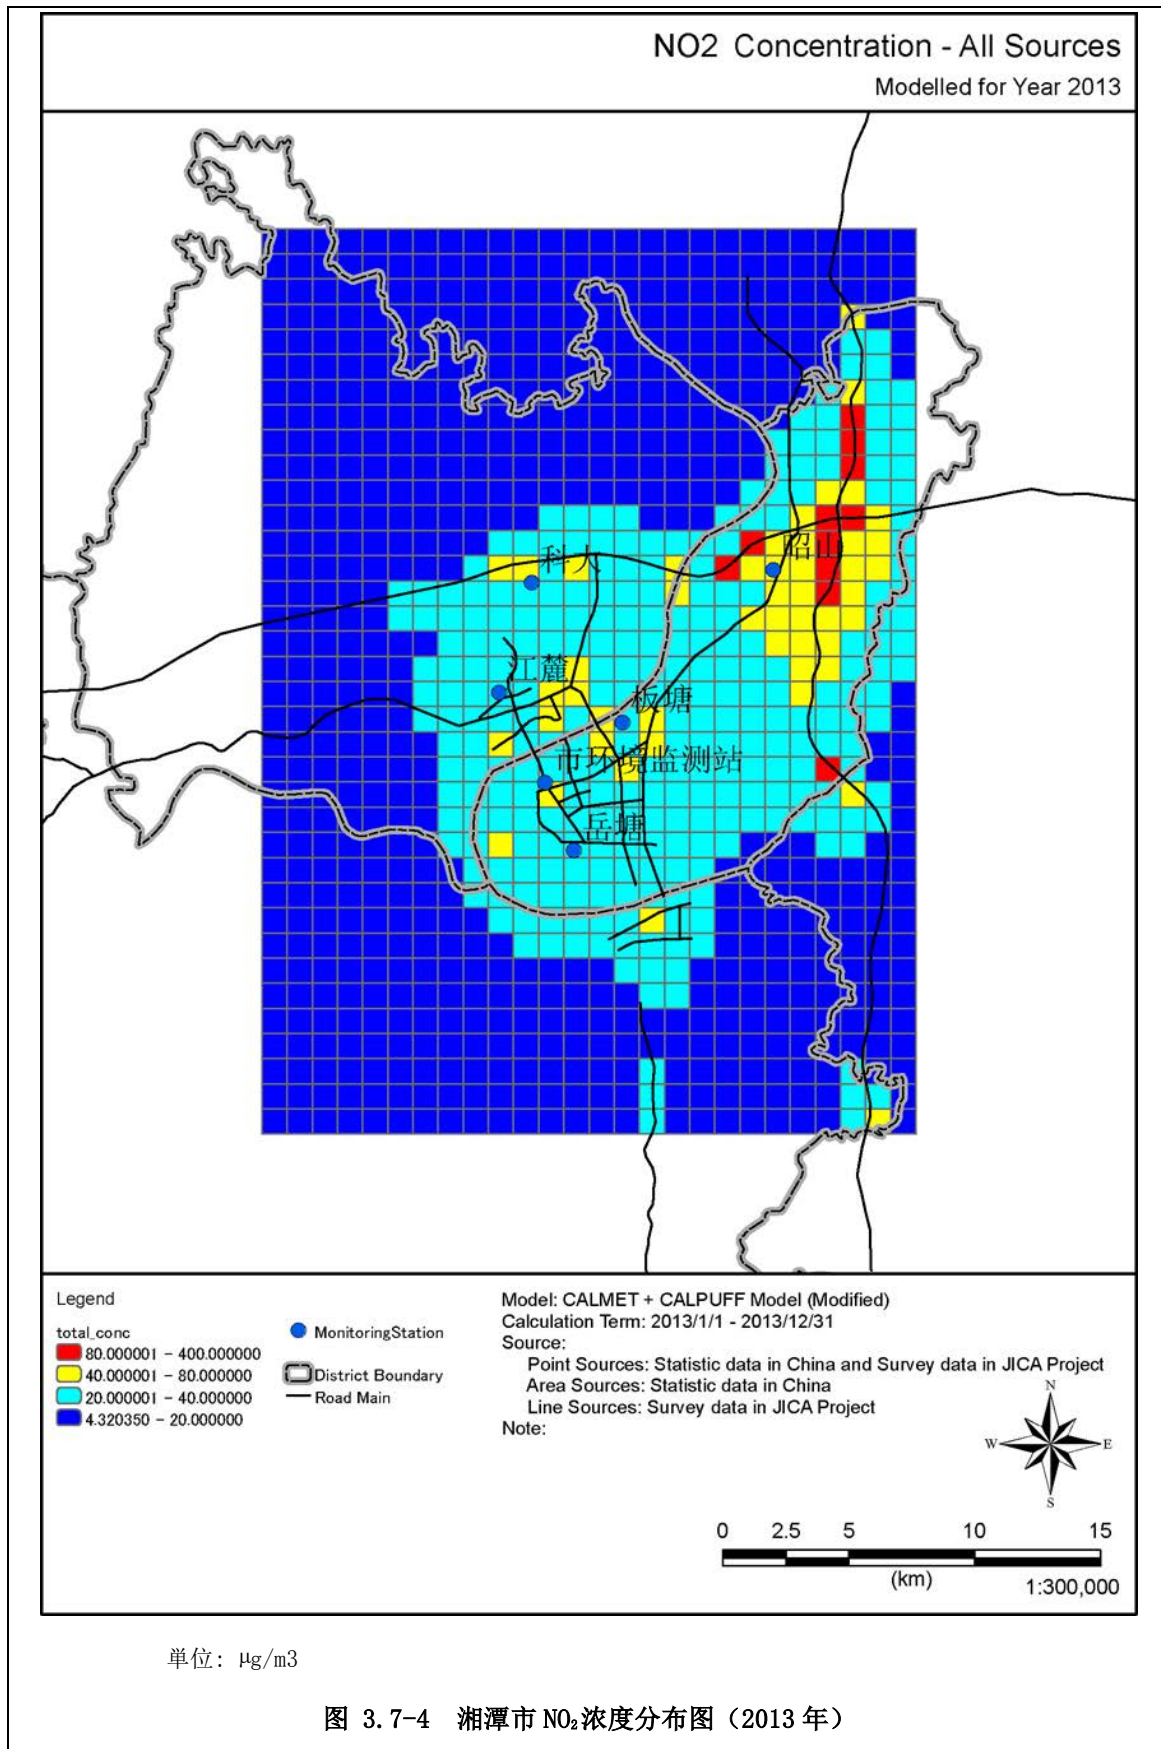 NO2 Concentration - All Sources
Modelled for Year 2013
科大
昭山
江麓
板塘
市环境监测站
岳塘
Legend
total_conc
80.000001 - 400.000000
40.000001 - 80.000000
20.000001 - 40.000000
4.320350 - 20.000000
MonitoringStation
District Boundary
Road Main
Model: CALMET + CALPUFF Model (Modified)
Calculation Term: 2013/1/1 - 2013/12/31
Source:
Point Sources: Statistic data in China and Survey data in JICA Project
Area Sources: Statistic data in China
Line Sources: Survey data in JICA Project
Note:
N
W E
S
0 2.5 5 10 15
(km)
1:300,000
単位: μg/m3
图 3.7-4 湘潭市 NO₂浓度分布图（2013 年）